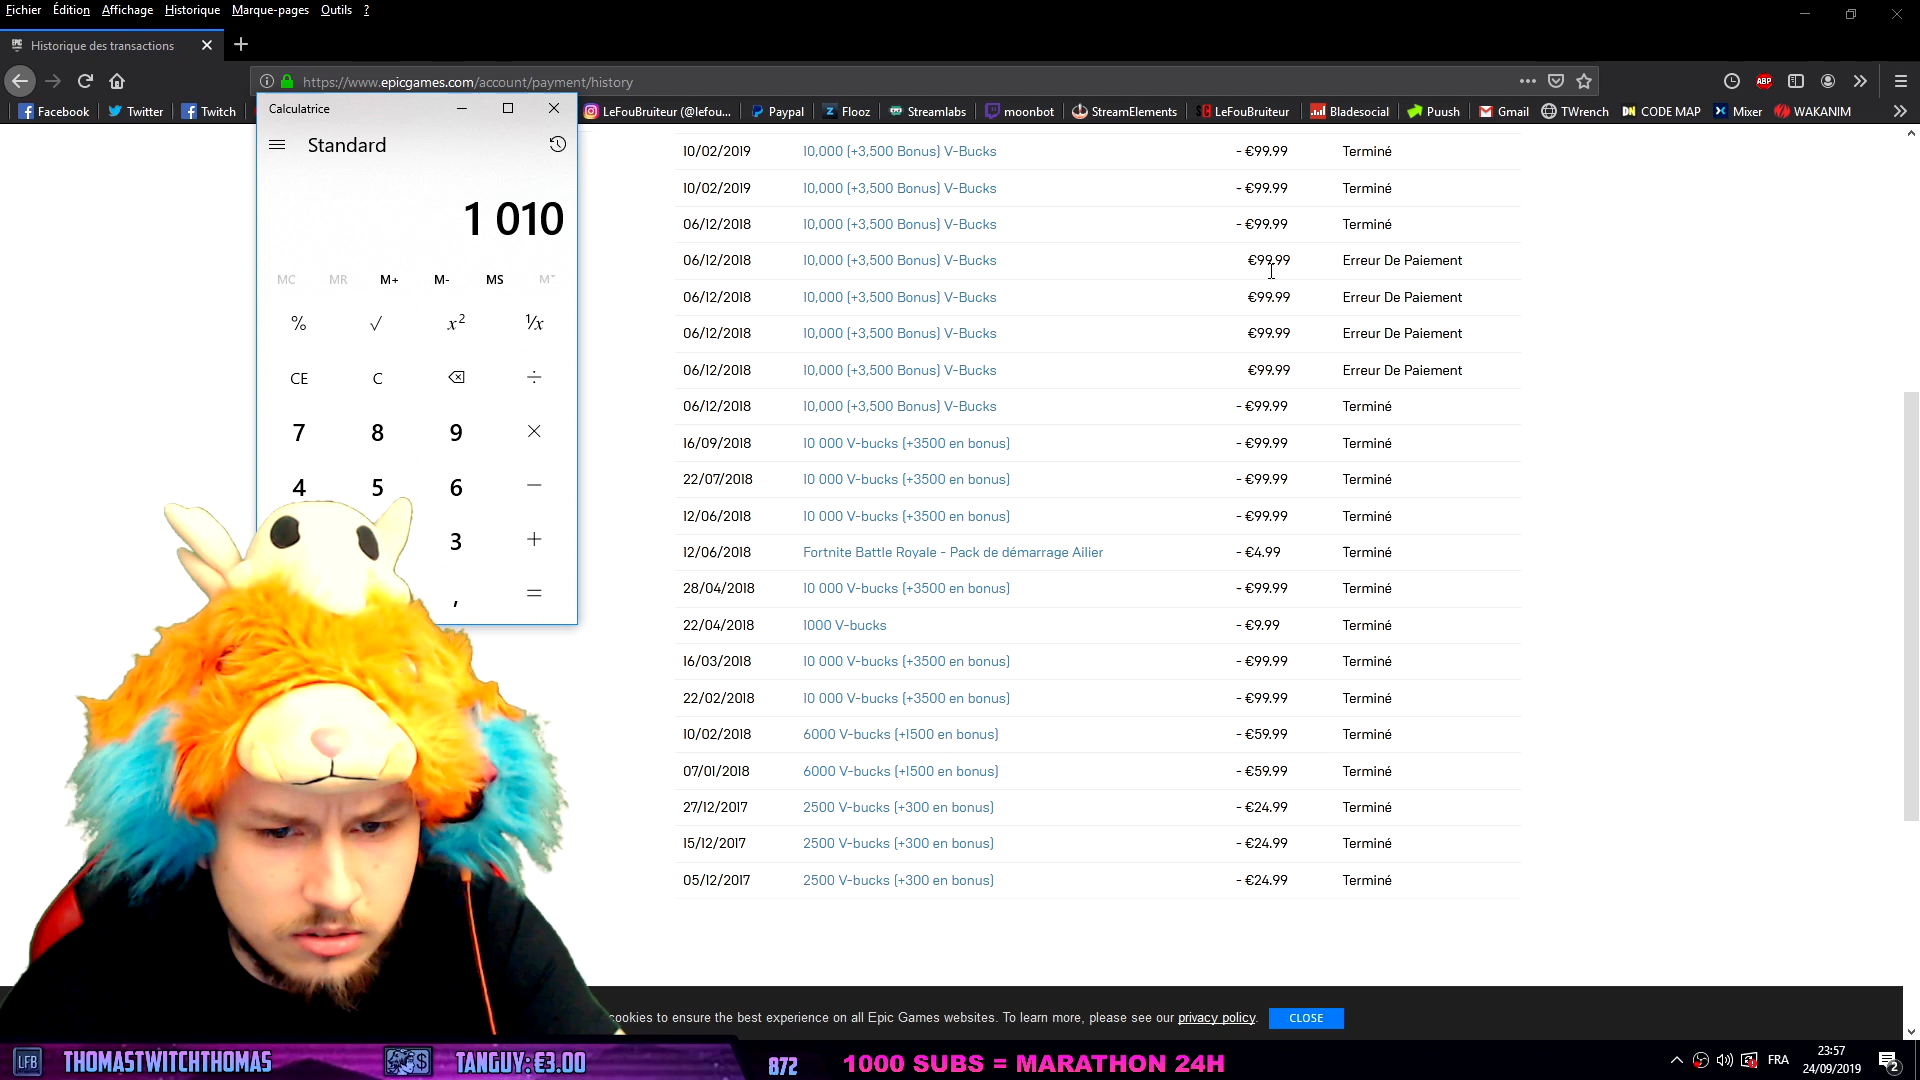 Fichier Édition Affichage Historique Marque-pages Outils ?
Historique des transactions
https://www.epicgames.com/account/payment/history
Facebook Twitter Twitch LeFouBruiteur (@lefou... Paypal Flooz Streamlabs moonbot StreamElements LeFouBruiteur Bladesocial Puush Gmail TWrench CODE MAP Mixer WAKANIM
Calculatrice
Standard
1 010
MC MR M+ M- MS M˅
% √ x² ¹/x
CE C ⌫ ÷
7 8 9 ×
4 5 6 −
3 +
, =
10/02/2019 10,000 (+3,500 Bonus) V-Bucks - €99.99 Terminé
10/02/2019 10,000 (+3,500 Bonus) V-Bucks - €99.99 Terminé
06/12/2018 10,000 (+3,500 Bonus) V-Bucks - €99.99 Terminé
06/12/2018 10,000 (+3,500 Bonus) V-Bucks €99.99 Erreur De Paiement
06/12/2018 10,000 (+3,500 Bonus) V-Bucks €99.99 Erreur De Paiement
06/12/2018 10,000 (+3,500 Bonus) V-Bucks €99.99 Erreur De Paiement
06/12/2018 10,000 (+3,500 Bonus) V-Bucks €99.99 Erreur De Paiement
06/12/2018 10,000 (+3,500 Bonus) V-Bucks - €99.99 Terminé
16/09/2018 10 000 V-bucks (+3500 en bonus) - €99.99 Terminé
22/07/2018 10 000 V-bucks (+3500 en bonus) - €99.99 Terminé
12/06/2018 10 000 V-bucks (+3500 en bonus) - €99.99 Terminé
12/06/2018 Fortnite Battle Royale - Pack de démarrage Ailier - €4.99 Terminé
28/04/2018 10 000 V-bucks (+3500 en bonus) - €99.99 Terminé
22/04/2018 1000 V-bucks - €9.99 Terminé
16/03/2018 10 000 V-bucks (+3500 en bonus) - €99.99 Terminé
22/02/2018 10 000 V-bucks (+3500 en bonus) - €99.99 Terminé
10/02/2018 6000 V-bucks (+1500 en bonus) - €59.99 Terminé
07/01/2018 6000 V-bucks (+1500 en bonus) - €59.99 Terminé
27/12/2017 2500 V-bucks (+300 en bonus) - €24.99 Terminé
15/12/2017 2500 V-bucks (+300 en bonus) - €24.99 Terminé
05/12/2017 2500 V-bucks (+300 en bonus) - €24.99 Terminé
cookies to ensure the best experience on all Epic Games websites. To learn more, please see our privacy policy. CLOSE
LFB THOMASTWITCHTHOMAS TANGUY: €3.00 872 1000 SUBS = MARATHON 24H
FRA 23:57
24/09/2019 2